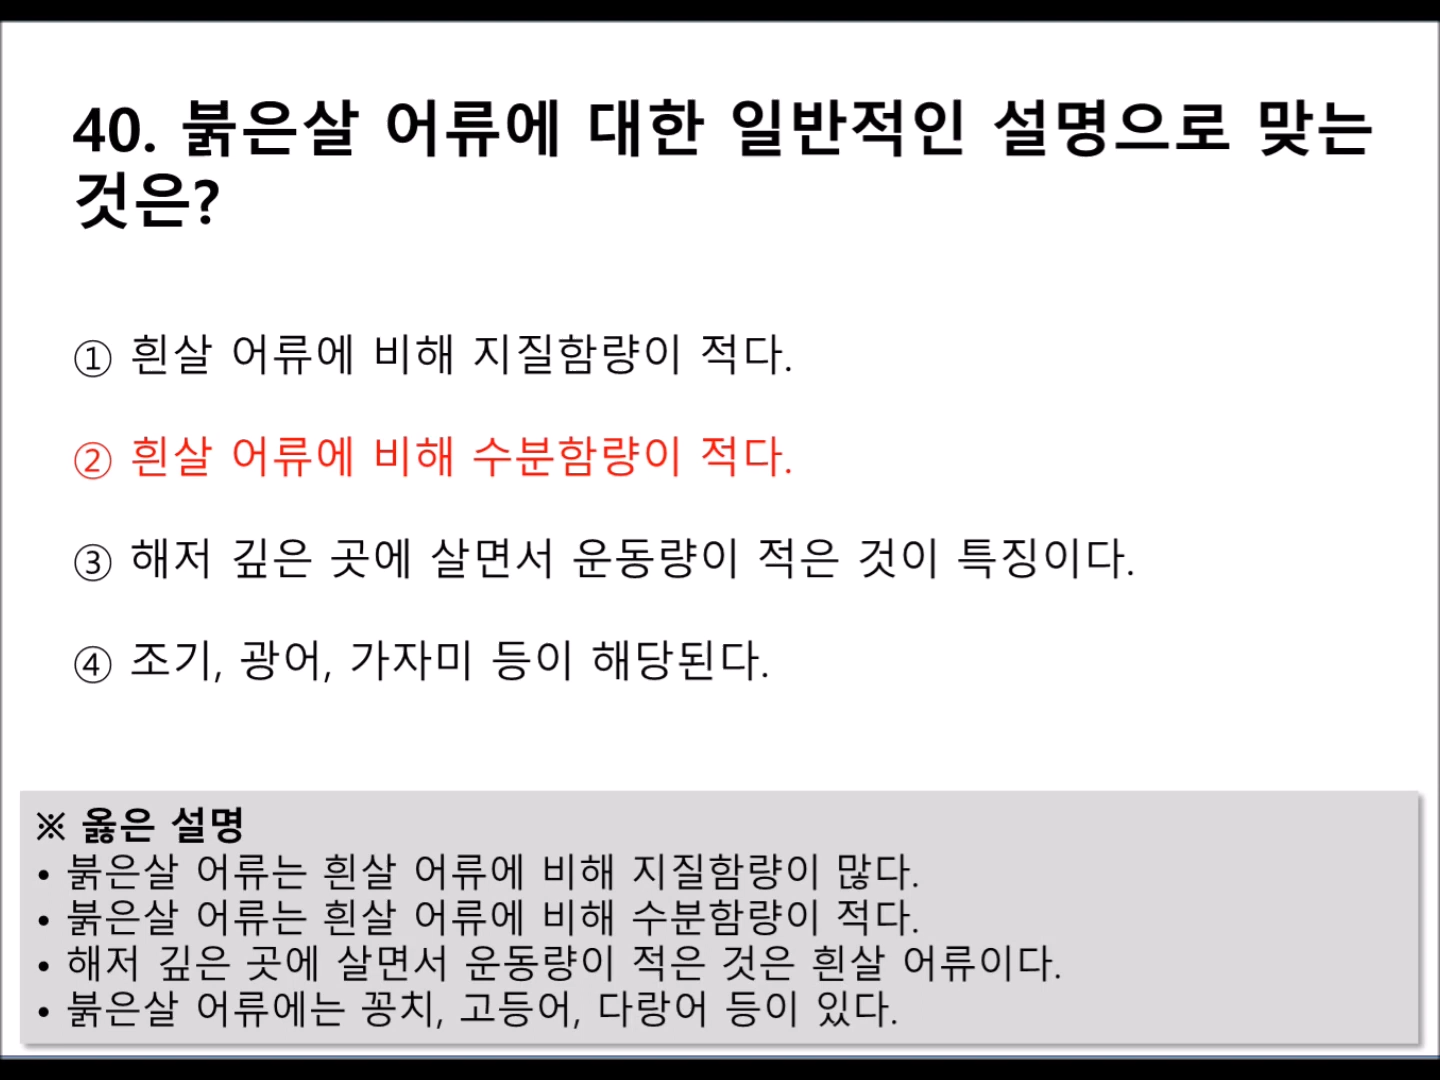 40. 붉은살 어류에 대한 일반적인 설명으로 맞는
것은?
① 흰살 어류에 비해 지질함량이 적다.
② 흰살 어류에 비해 수분함량이 적다.
③ 해저 깊은 곳에 살면서 운동량이 적은 것이 특징이다.
④ 조기, 광어, 가자미 등이 해당된다.
※ 옳은 설명
• 붉은살 어류는 흰살 어류에 비해 지질함량이 많다.
• 붉은살 어류는 흰살 어류에 비해 수분함량이 적다.
• 해저 깊은 곳에 살면서 운동량이 적은 것은 흰살 어류이다.
• 붉은살 어류에는 꽁치, 고등어, 다랑어 등이 있다.